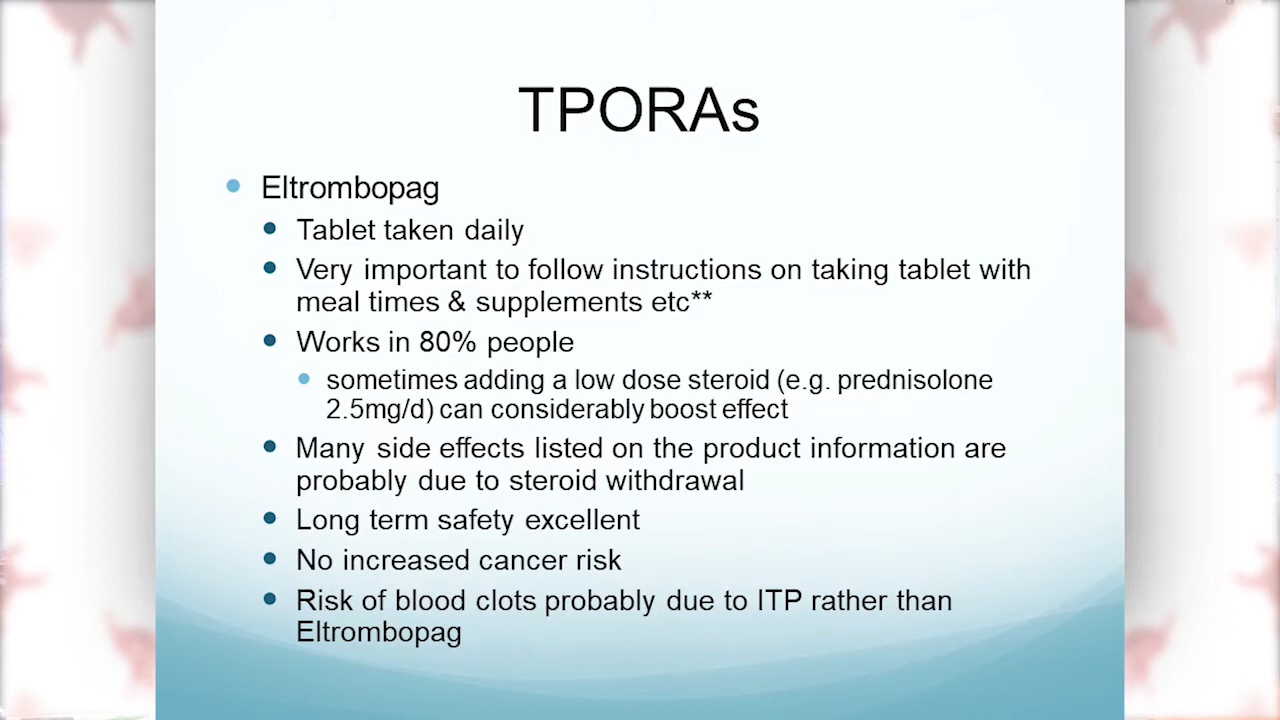 TPORAs
Eltrombopag
Tablet taken daily
Very important to follow instructions on taking tablet with
meal times & supplements etc**
Works in 80% people
sometimes adding a low dose steroid (e.g. prednisolone
2.5mg/d) can considerably boost effect
Many side effects listed on the product information are
probably due to steroid withdrawal
Long term safety excellent
No increased cancer risk
Risk of blood clots probably due to ITP rather than
Eltrombopag